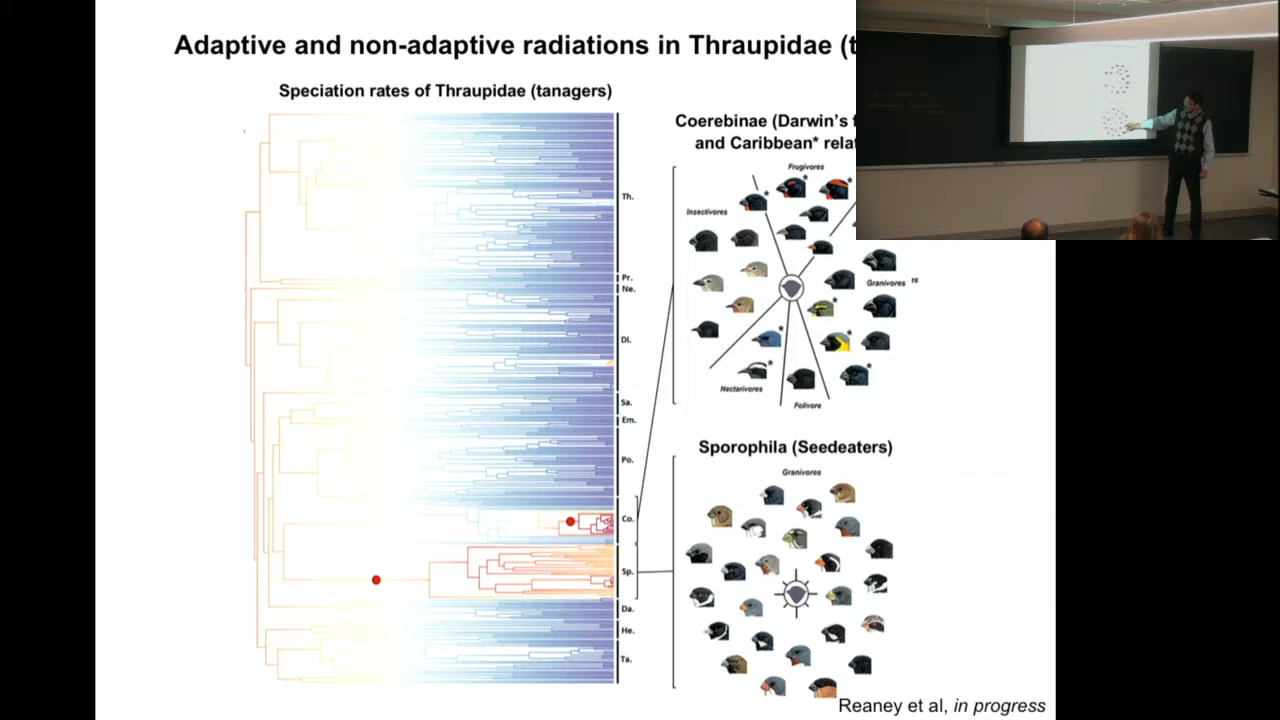 Adaptive and non-adaptive radiations in Thraupidae (t
Speciation rates of Thraupidae (tanagers)
Coerebinae (Darwin's f
and Caribbean* rela
Frugivores
*
*
*
Insectivores
Granivores
*
*
*
*
*
Nectarivores
Folivore
Th.
Pr.
Ne.
Di.
Sa.
Em.
Po.
Co.
Sp.
Da.
He.
Ta.
Sporophila (Seedeaters)
Granivores
Reaney et al, in progress